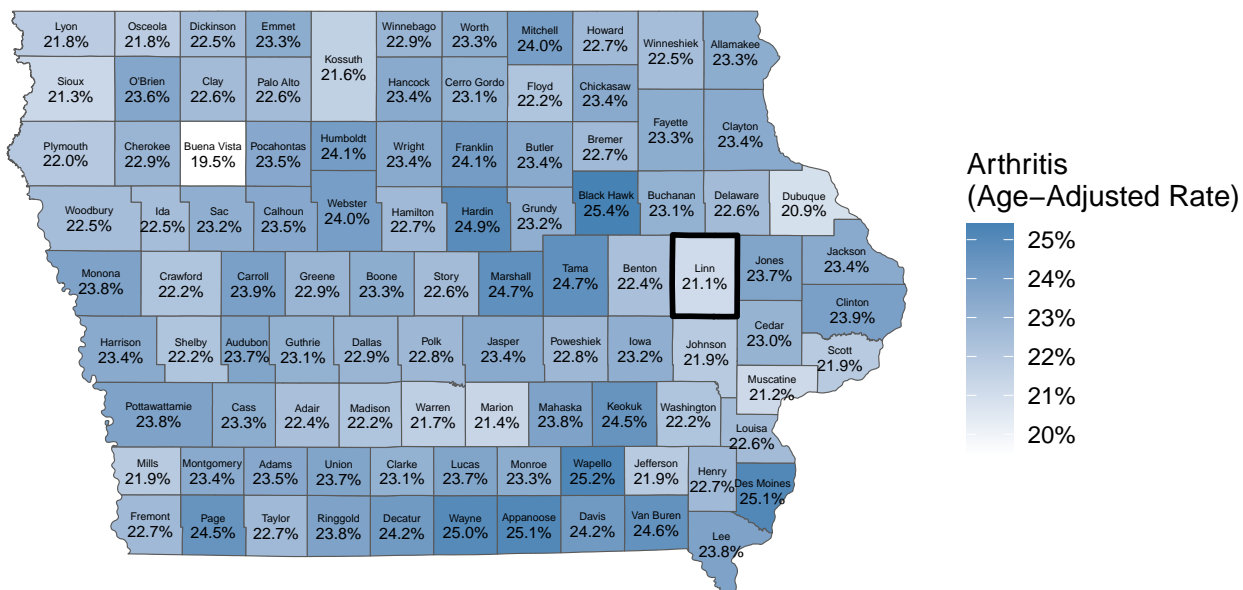 Lyon
21.8%
Osceola
21.8%
Dickinson
22.5%
Emmet
23.3%
Kossuth
21.6%
Winnebago
22.9%
Worth
23.3%
Mitchell
24.0%
Howard
22.7%
Winneshiek
22.5%
Allamakee
23.3%
Sioux
21.3%
O'Brien
23.6%
Clay
22.6%
Palo Alto
22.6%
Hancock
23.4%
Cerro Gordo
23.1%
Floyd
22.2%
Chickasaw
23.4%
Fayette
23.3%
Clayton
23.4%
Plymouth
22.0%
Cherokee
22.9%
Buena Vista
19.5%
Pocahontas
23.5%
Humboldt
24.1%
Wright
23.4%
Franklin
24.1%
Butler
23.4%
Bremer
22.7%
Woodbury
22.5%
Ida
22.5%
Sac
23.2%
Calhoun
23.5%
Webster
24.0%
Hamilton
22.7%
Hardin
24.9%
Grundy
23.2%
Black Hawk
25.4%
Buchanan
23.1%
Delaware
22.6%
Dubuque
20.9%
Monona
23.8%
Crawford
22.2%
Carroll
23.9%
Greene
22.9%
Boone
23.3%
Story
22.6%
Marshall
24.7%
Tama
24.7%
Benton
22.4%
Linn
21.1%
Jones
23.7%
Jackson
23.4%
Clinton
23.9%
Harrison
23.4%
Shelby
22.2%
Audubon
23.7%
Guthrie
23.1%
Dallas
22.9%
Polk
22.8%
Jasper
23.4%
Poweshiek
22.8%
Iowa
23.2%
Johnson
21.9%
Cedar
23.0%
Scott
21.9%
Muscatine
21.2%
Pottawattamie
23.8%
Cass
23.3%
Adair
22.4%
Madison
22.2%
Warren
21.7%
Marion
21.4%
Mahaska
23.8%
Keokuk
24.5%
Washington
22.2%
Louisa
22.6%
Mills
21.9%
Montgomery
23.4%
Adams
23.5%
Union
23.7%
Clarke
23.1%
Lucas
23.7%
Monroe
23.3%
Wapello
25.2%
Jefferson
21.9%
Henry
22.7%
Des Moines
25.1%
Fremont
22.7%
Page
24.5%
Taylor
22.7%
Ringgold
23.8%
Decatur
24.2%
Wayne
25.0%
Appanoose
25.1%
Davis
24.2%
Van Buren
24.6%
Lee
23.8%
Arthritis
(Age−Adjusted Rate)
25%
24%
23%
22%
21%
20%